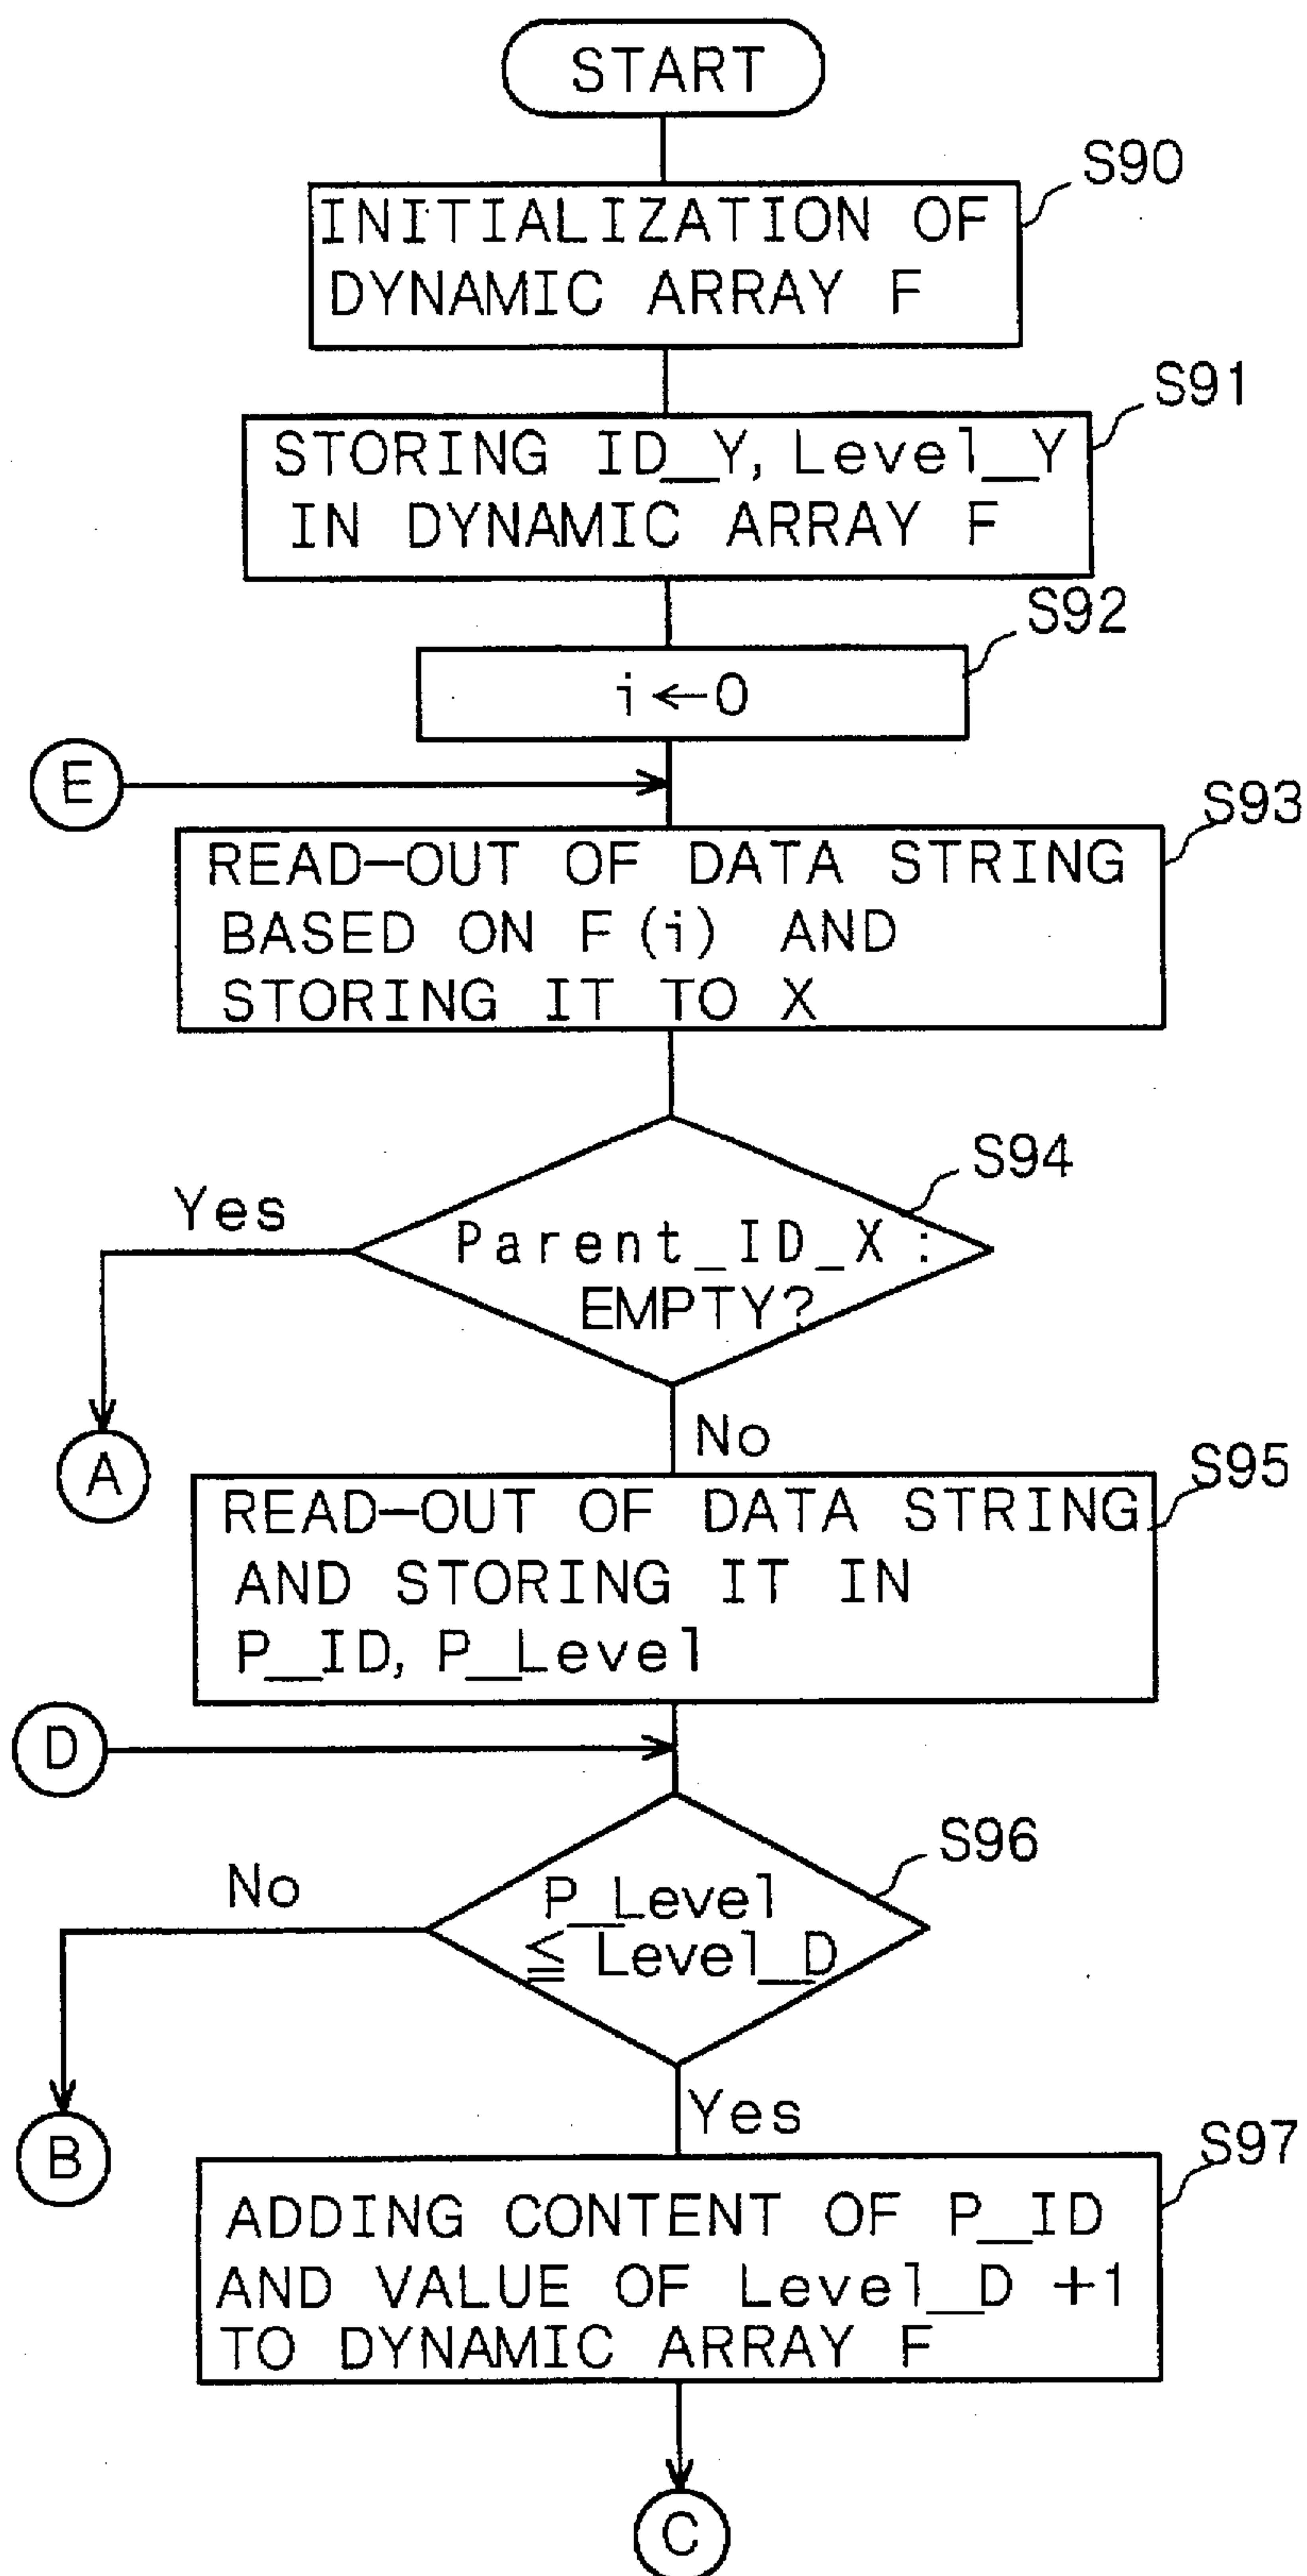 START
S90
INITIALIZATION OF
DYNAMIC ARRAY F
S91
STORING ID_Y, Level_Y
IN DYNAMIC ARRAY F
S92
i←0
E
S93
READ-OUT OF DATA STRING
BASED ON F(i) AND
STORING IT TO X
S94
Yes
Parent_ID_X :
EMPTY?
A
No
S95
READ-OUT OF DATA STRING
AND STORING IT IN
P_ID, P_Level
D
S96
No
P_Level
≦ Level_D
B
Yes
S97
ADDING CONTENT OF P_ID
AND VALUE OF Level_D +1
TO DYNAMIC ARRAY F
C